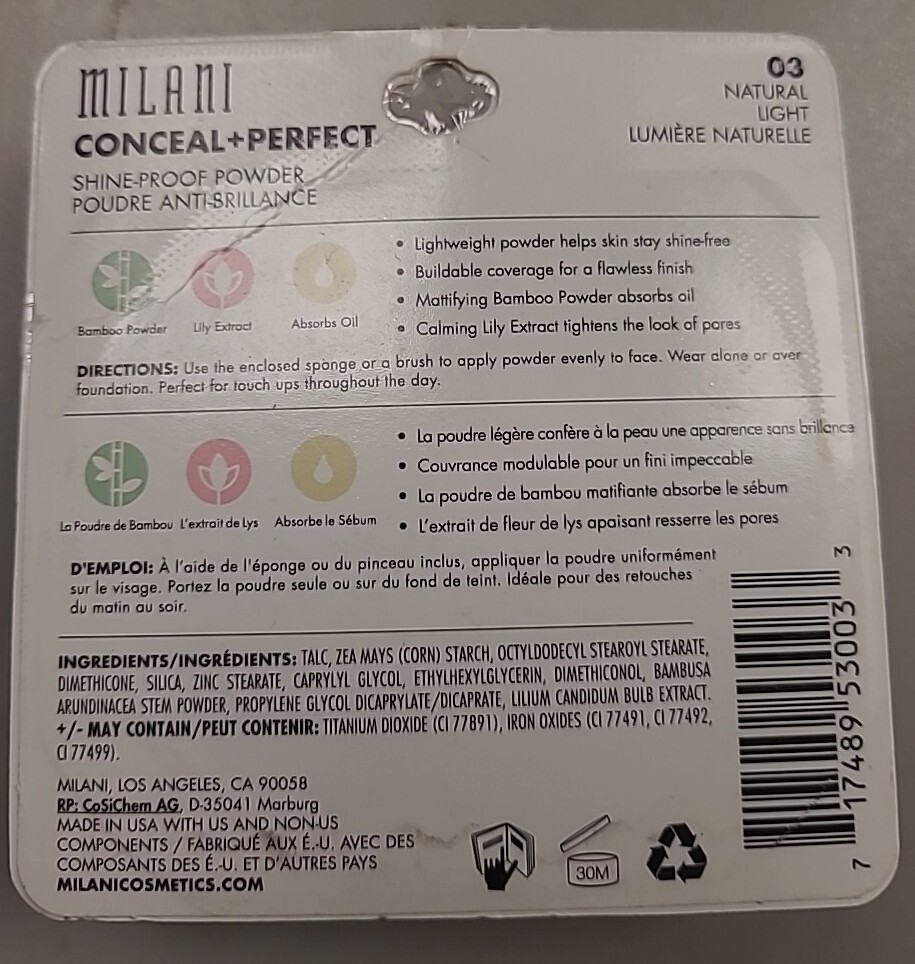 MILANI
CONCEAL+PERFECT
SHINE-PROOF POWDER
POUDRE ANTI-BRILLANCE
03
NATURAL
LIGHT
LUMIÈRE NATURELLE
Bamboo Powder
Lily Extract
Absorbs Oil
• Lightweight powder helps skin stay shine-free
• Buildable coverage for a flawless finish
• Mattifying Bamboo Powder absorbs oil
• Calming Lily Extract tightens the look of pores
DIRECTIONS: Use the enclosed sponge or a brush to apply powder evenly to face. Wear alone or over
foundation. Perfect for touch ups throughout the day.
La Poudre de Bambou
L'extrait de Lys
Absorbe le Sébum
• La poudre légère confère à la peau une apparence sans brillance
• Couvrance modulable pour un fini impeccable
• La poudre de bambou matifiante absorbe le sébum
• L'extrait de fleur de lys apaisant resserre les pores
D'EMPLOI: À l'aide de l'éponge ou du pinceau inclus, appliquer la poudre uniformément
sur le visage. Portez la poudre seule ou sur du fond de teint. Idéale pour des retouches
du matin au soir.
INGREDIENTS/INGRÉDIENTS: TALC, ZEA MAYS (CORN) STARCH, OCTYLDODECYL STEAROYL STEARATE,
DIMETHICONE, SILICA, ZINC STEARATE, CAPRYLYL GLYCOL, ETHYLHEXYLGLYCERIN, DIMETHICONOL, BAMBUSA
ARUNDINACEA STEM POWDER, PROPYLENE GLYCOL DICAPRYLATE/DICAPRATE, LILIUM CANDIDUM BULB EXTRACT.
+/- MAY CONTAIN/PEUT CONTENIR: TITANIUM DIOXIDE (CI 77891), IRON OXIDES (CI 77491, CI 77492,
CI 77499).
MILANI, LOS ANGELES, CA 90058
RP: CoSiChem AG, D-35041 Marburg
MADE IN USA WITH US AND NON-US
COMPONENTS / FABRIQUÉ AUX É.-U. AVEC DES
COMPOSANTS DES É.-U. ET D'AUTRES PAYS
MILANICOSMETICS.COM
30M
7 17489 53003 3